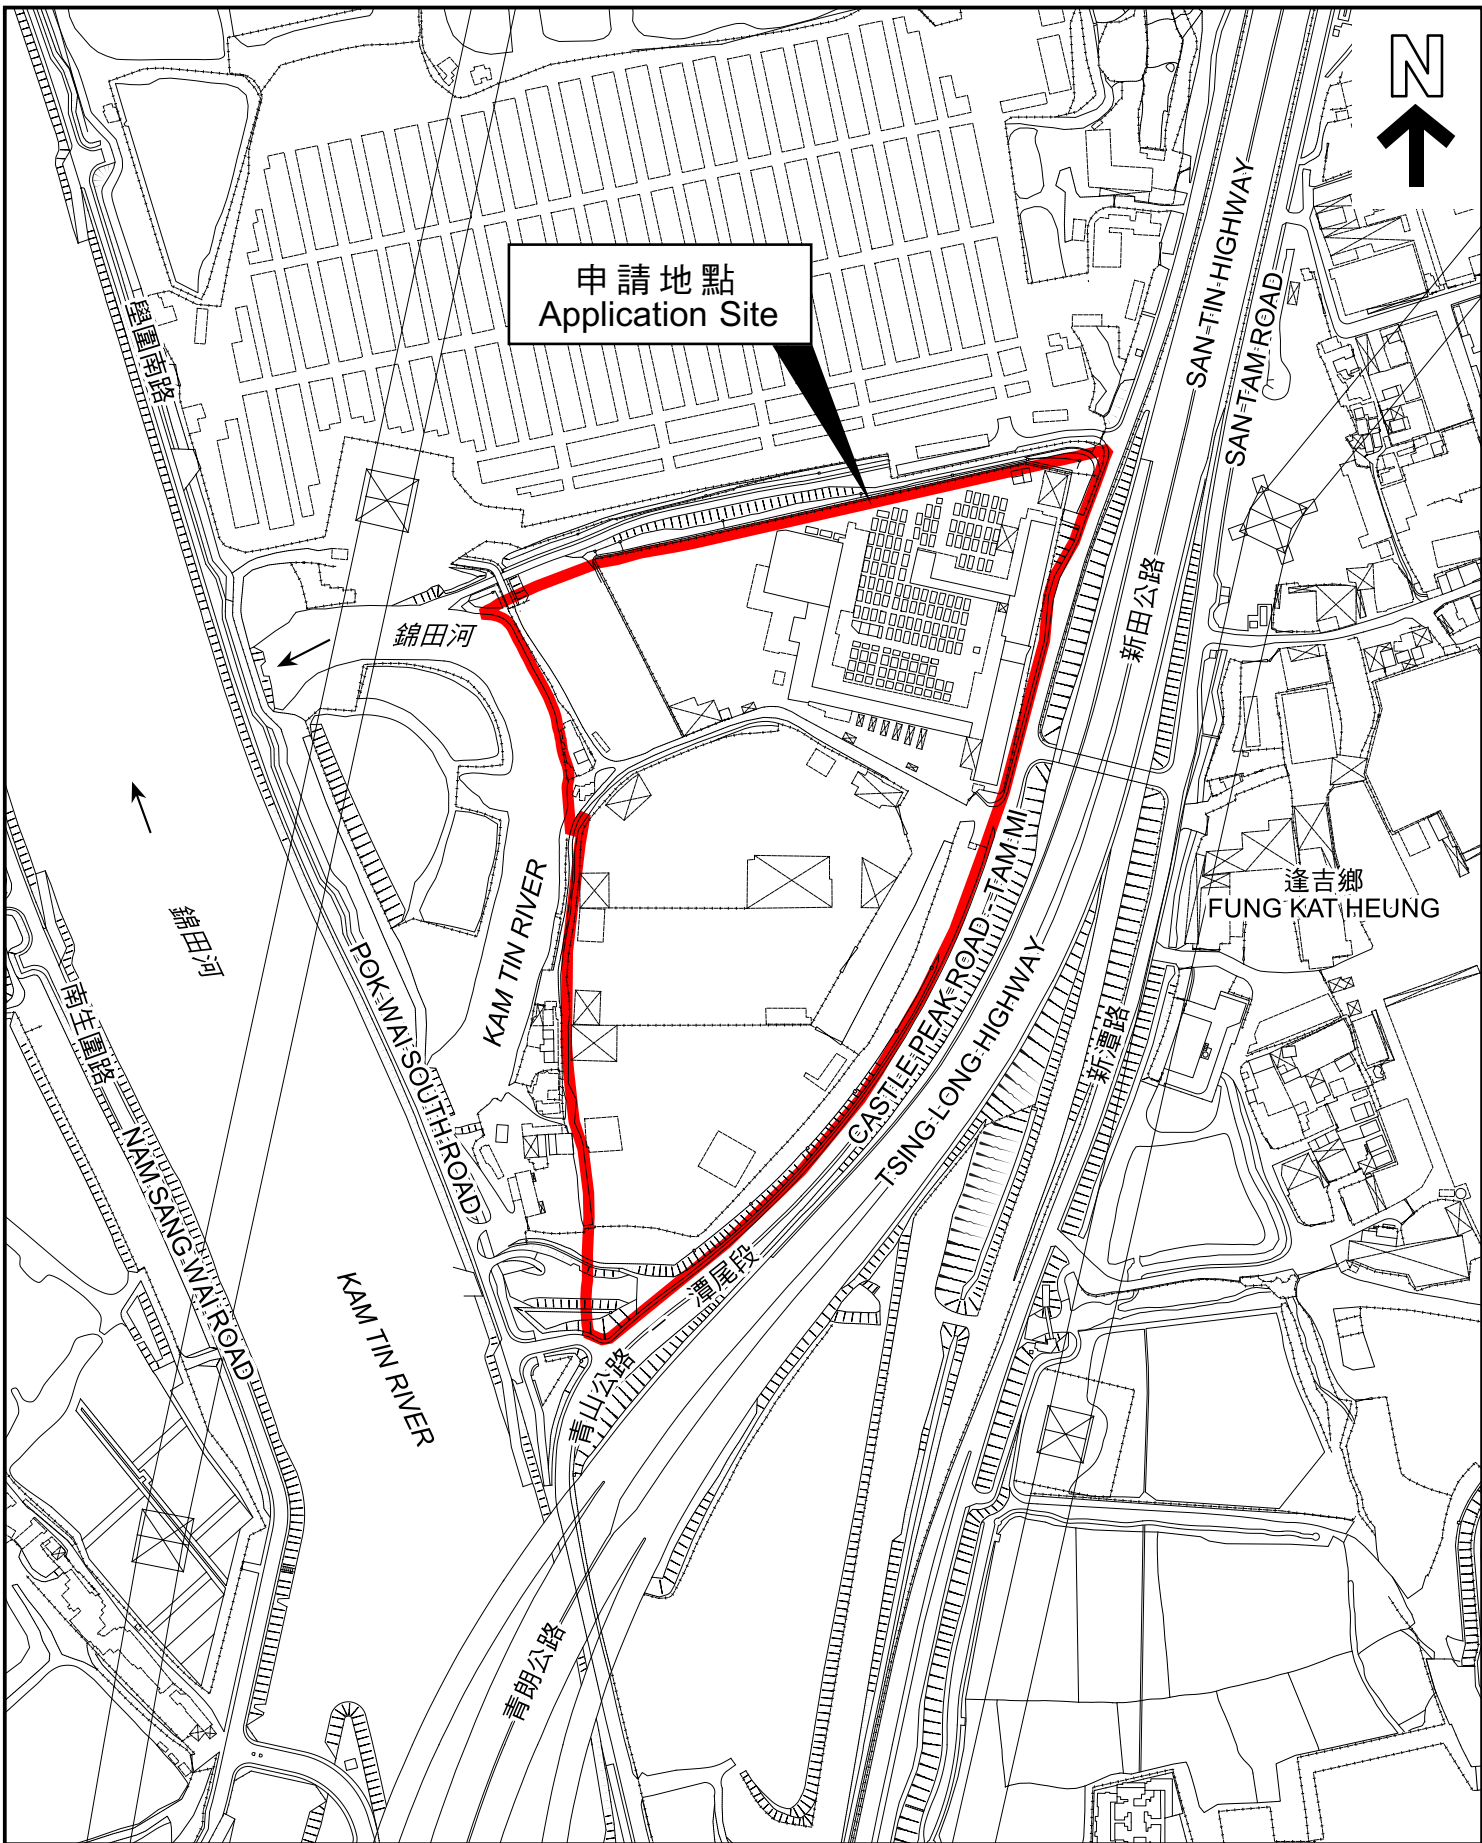 N
申請地點
Application Site
SAN TIN HIGHWAY
SAN TAM ROAD
壆圍南路
新田公路
錦田河
逢吉鄉
FUNG KAT HEUNG
KAM TIN RIVER
錦田河
POK WAI SOUTH ROAD
南生圍路
NAM SANG WAI ROAD
CASTLE PEAK ROAD - TAM MI
TSING LONG HIGHWAY
新潭路
KAM TIN RIVER
青山公路 — 潭尾段
青朗公路